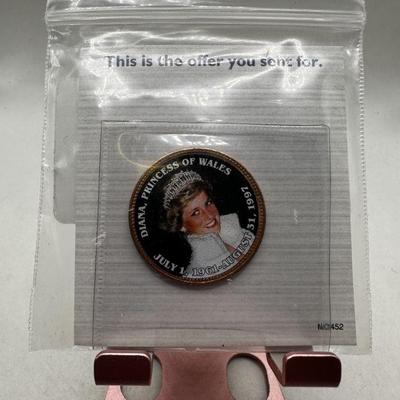 This is the offer you sent for.
DIANA, PRINCESS OF WALES
JULY 1, 1961-AUGUST 31, 1997